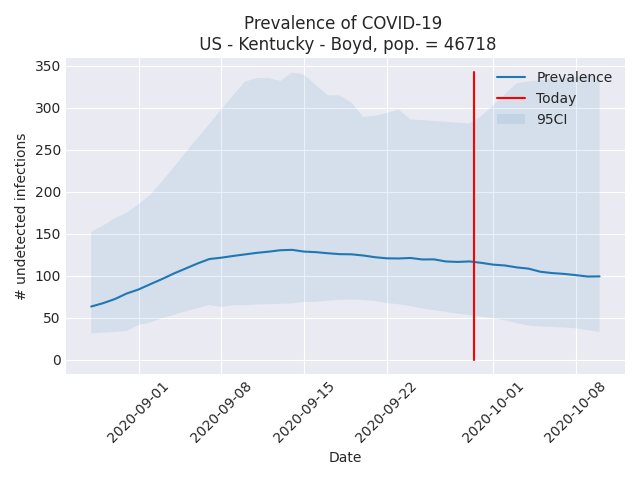 Prevalence of COVID-19
US - Kentucky - Boyd, pop. = 46718
350
300
250
200
150
100
50
0
# undetected infections
Prevalence
Today
95CI
2020-09-01
2020-09-08
2020-09-15
2020-09-22
2020-10-01
2020-10-08
Date